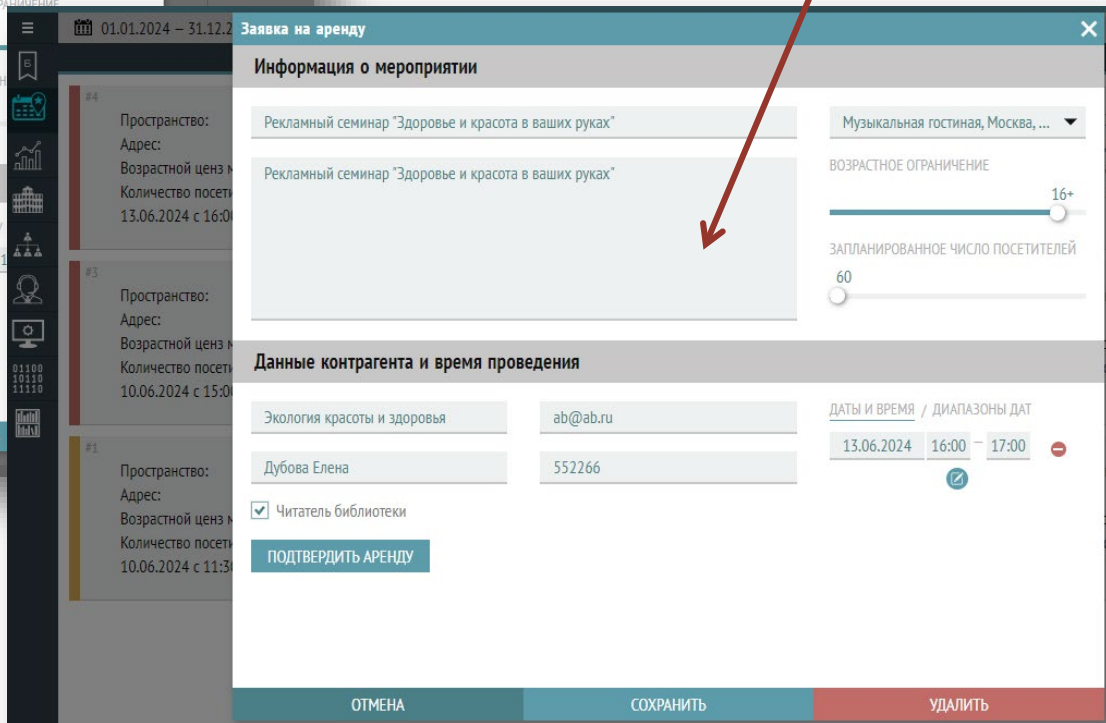 01.01.2024 – 31.12.2
Заявка на аренду
Информация о мероприятии
Рекламный семинар "Здоровье и красота в ваших руках"
Музыкальная гостиная, Москва, ...
Рекламный семинар "Здоровье и красота в ваших руках"
ВОЗРАСТНОЕ ОГРАНИЧЕНИЕ
16+
ЗАПЛАНИРОВАННОЕ ЧИСЛО ПОСЕТИТЕЛЕЙ
60
Данные контрагента и время проведения
Экология красоты и здоровья
ab@ab.ru
ДАТЫ И ВРЕМЯ / ДИАПАЗОНЫ ДАТ
13.06.2024 16:00 – 17:00
Дубова Елена
552266
Читатель библиотеки
ПОДТВЕРДИТЬ АРЕНДУ
ОТМЕНА
СОХРАНИТЬ
УДАЛИТЬ
#4
Пространство:
Адрес:
Возрастной ценз
Количество посети
13.06.2024 с 16:00
#3
Пространство:
Адрес:
Возрастной ценз
Количество посети
10.06.2024 с 15:00
#1
Пространство:
Адрес:
Возрастной ценз
Количество посети
10.06.2024 с 11:30
Б
01100
10110
11110